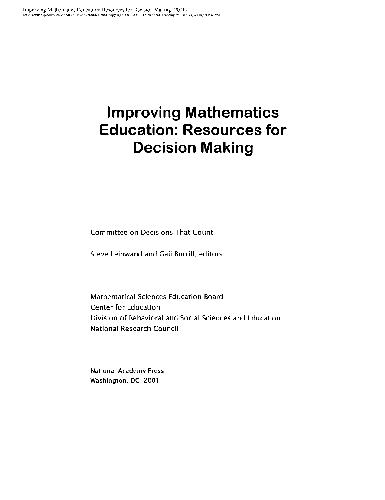 Improving Mathematics Education: Resources for Decision Making (2001)
Improving Mathematics
Education: Resources for
Decision Making
Committee on Decisions That Count
Steve Leinwand and Gail Burrill, editors
Mathematical Sciences Education Board
Center for Education
Division of Behavioral and Social Sciences and Education
National Research Council
National Academy Press
Washington, DC 2001